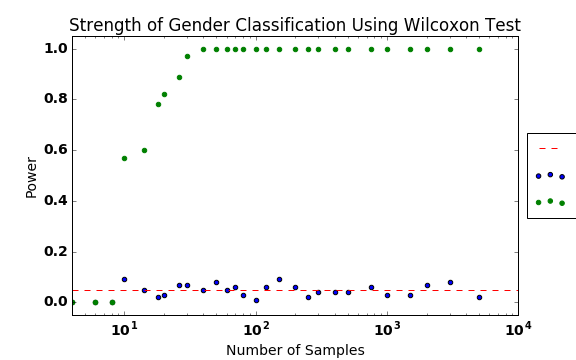 Strength of Gender Classification Using Wilcoxon Test
1.0
0.8
0.6
0.4
0.2
0.0
Power
10¹ 10² 10³ 10⁴
Number of Samples